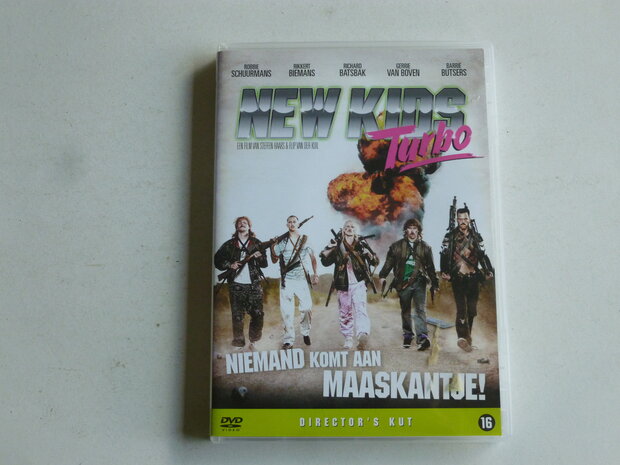 ROBBIE RIKKERT RICHARD GERRIE BARRIE
SCHUURMANS BIEMANS BATSBAK VAN BOVEN BUTSERS
NEW KIDS
Turbo
EEN FILM VAN STEFFEN HAARS & FLIP VAN DER KUIL
NIEMAND KOMT AAN
MAASKANTJE!
DVD
VIDEO
DIRECTOR'S KUT
16